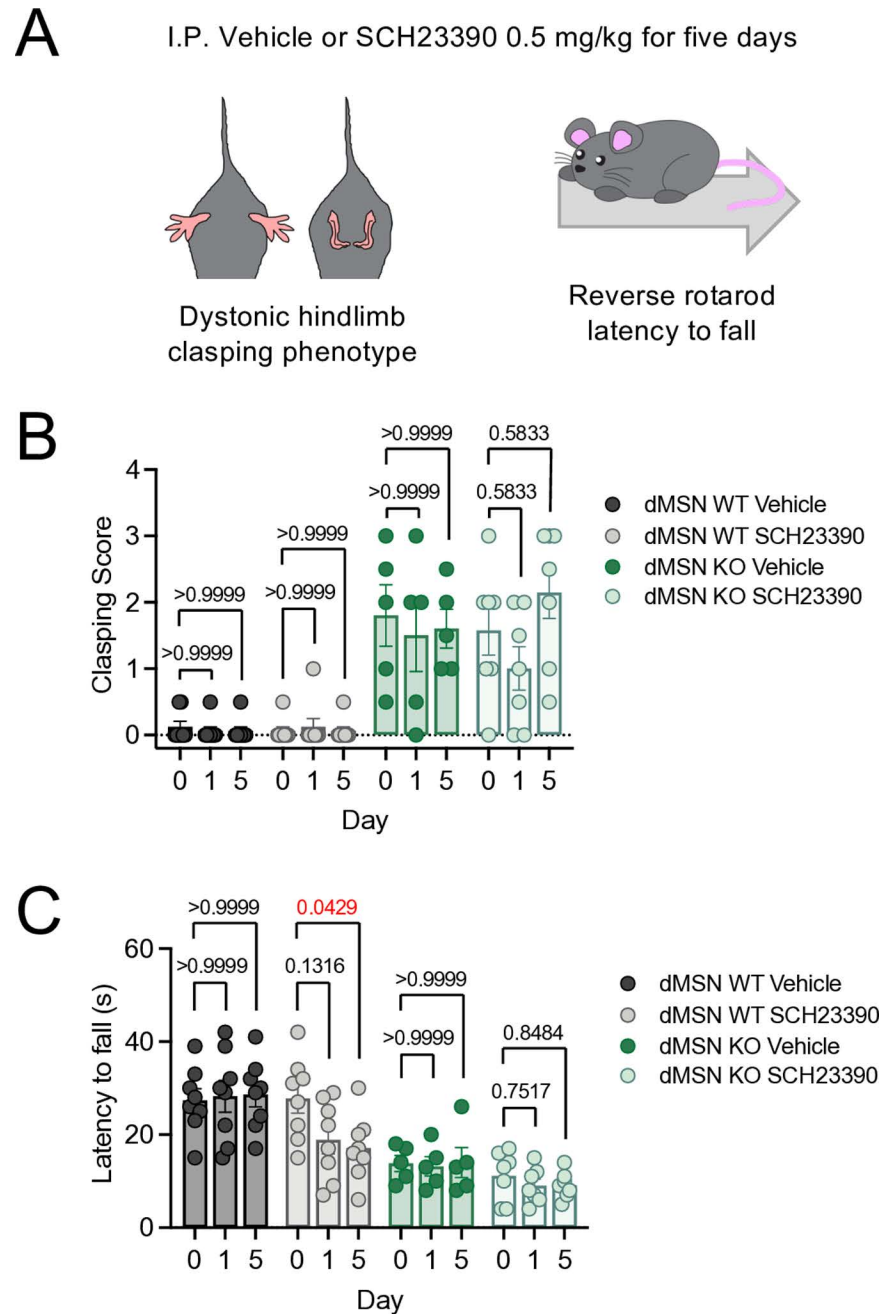 A
I.P. Vehicle or SCH23390 0.5 mg/kg for five days
Dystonic hindlimb
clasping phenotype
Reverse rotarod
latency to fall
B
Clasping Score
4
3
2
1
0
>0.9999
>0.9999
>0.9999
>0.9999
>0.9999
>0.9999
0.5833
0.5833
0 1 5 0 1 5 0 1 5 0 1 5
Day
dMSN WT Vehicle
dMSN WT SCH23390
dMSN KO Vehicle
dMSN KO SCH23390
C
Latency to fall (s)
60
40
20
0
>0.9999
>0.9999
0.0429
0.1316
>0.9999
>0.9999
0.8484
0.7517
0 1 5 0 1 5 0 1 5 0 1 5
Day
dMSN WT Vehicle
dMSN WT SCH23390
dMSN KO Vehicle
dMSN KO SCH23390